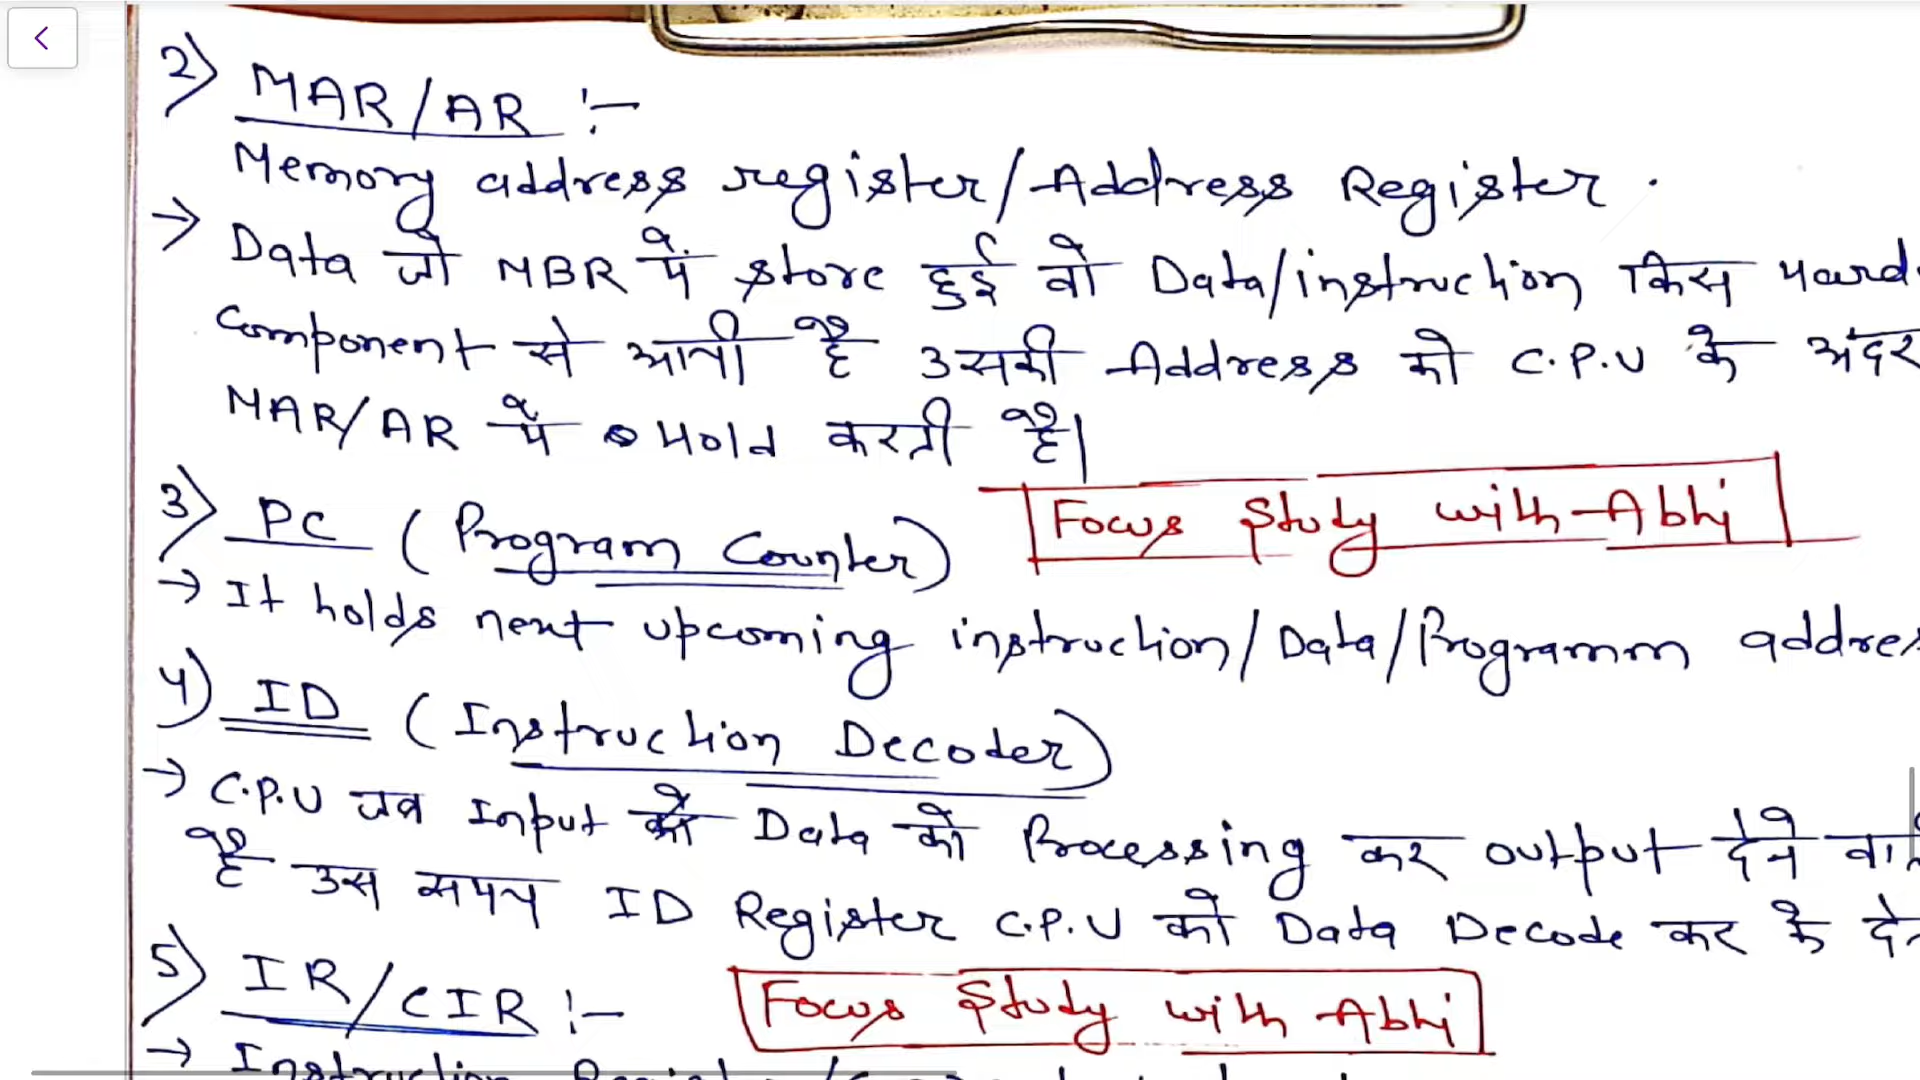 2) MAR/AR :-
Memory address register/Address Register.
→ Data जो MBR में store हुई वो Data/instruction किस
Component से आती है उसकी Address को C.P.U के अंदर
MAR/AR में Hold करती है।
3) PC (Program Counter)
Focus Study with-Abhi
→ It holds next upcoming instruction/Data/Programm
4) ID (Instruction Decoder)
→ C.P.U जब Input की Data को Processing कर output देने
है उस समय ID Register C.P.U को Data Decode कर के
5) IR/CIR :-
Focus Study with Abhi
→ Instruction